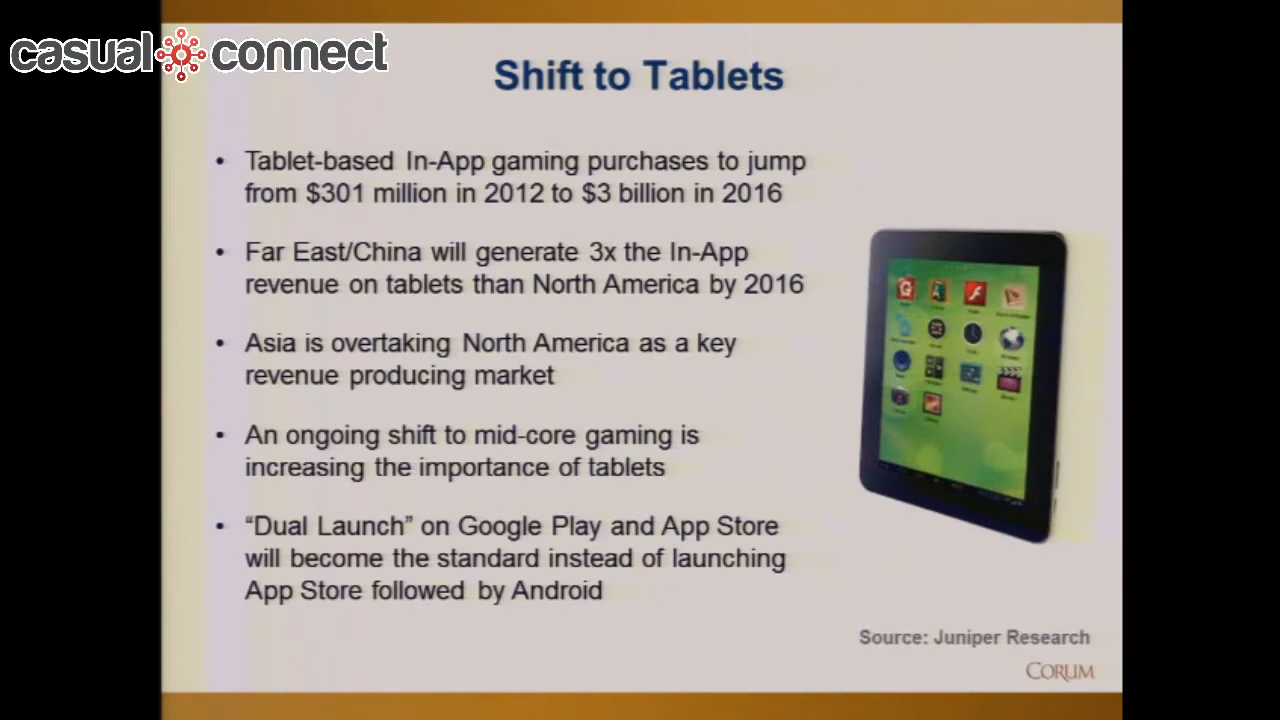 casual connect
Shift to Tablets
• Tablet-based In-App gaming purchases to jump
from $301 million in 2012 to $3 billion in 2016
• Far East/China will generate 3x the In-App
revenue on tablets than North America by 2016
• Asia is overtaking North America as a key
revenue producing market
• An ongoing shift to mid-core gaming is
increasing the importance of tablets
• “Dual Launch” on Google Play and App Store
will become the standard instead of launching
App Store followed by Android
Source: Juniper Research
CORUM